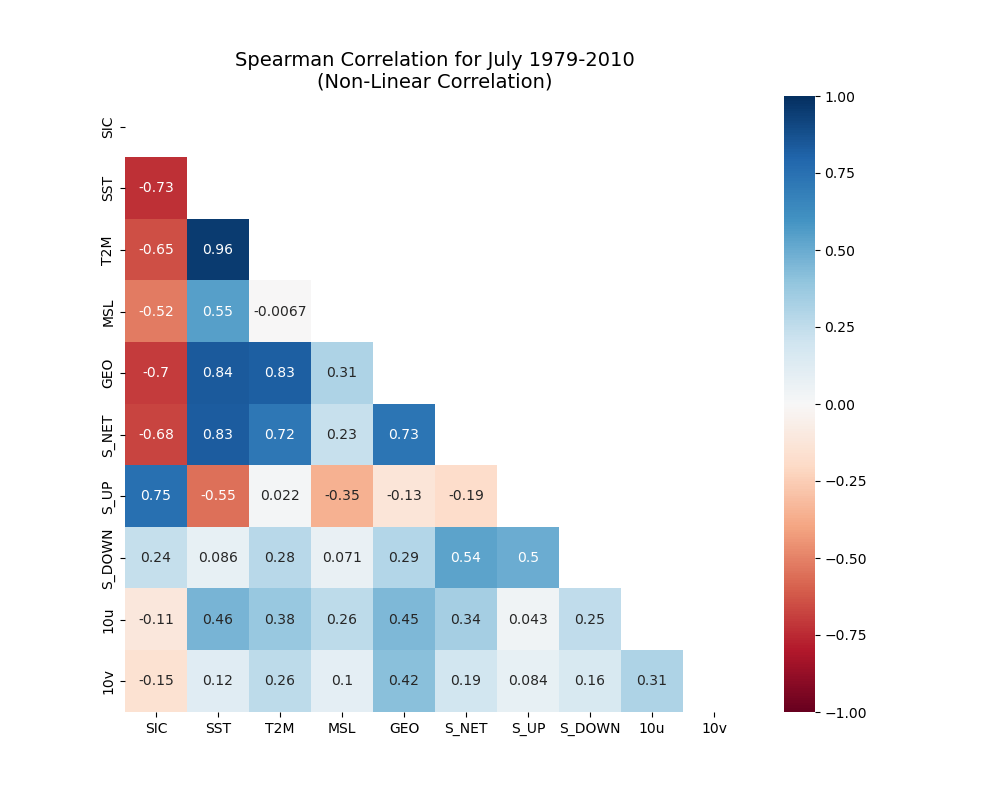 Spearman Correlation for July 1979-2010
(Non-Linear Correlation)
SIC
SST -0.73
T2M -0.65 0.96
MSL -0.52 0.55 -0.0067
GEO -0.7 0.84 0.83 0.31
S_NET -0.68 0.83 0.72 0.23 0.73
S_UP 0.75 -0.55 0.022 -0.35 -0.13 -0.19
S_DOWN 0.24 0.086 0.28 0.071 0.29 0.54 0.5
10u -0.11 0.46 0.38 0.26 0.45 0.34 0.043 0.25
10v -0.15 0.12 0.26 0.1 0.42 0.19 0.084 0.16 0.31
SIC SST T2M MSL GEO S_NET S_UP S_DOWN 10u 10v
1.00
0.75
0.50
0.25
0.00
−0.25
−0.50
−0.75
−1.00